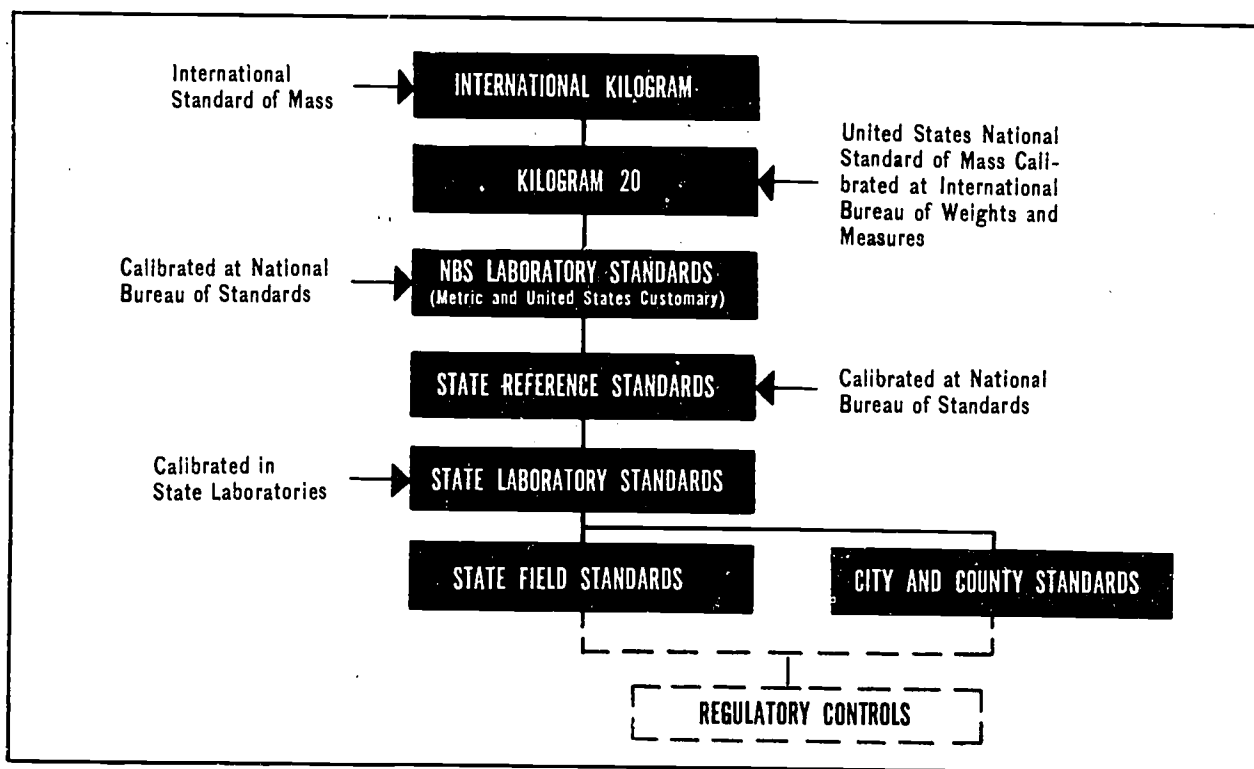 International
Standard of Mass
INTERNATIONAL KILOGRAM
KILOGRAM 20
United States National
Standard of Mass Cali-
brated at International
Bureau of Weights and
Measures
Calibrated at National
Bureau of Standards
NBS LABORATORY STANDARDS
(Metric and United States Customary)
STATE REFERENCE STANDARDS
Calibrated at National
Bureau of Standards
Calibrated in
State Laboratories
STATE LABORATORY STANDARDS
STATE FIELD STANDARDS
CITY AND COUNTY STANDARDS
REGULATORY CONTROLS